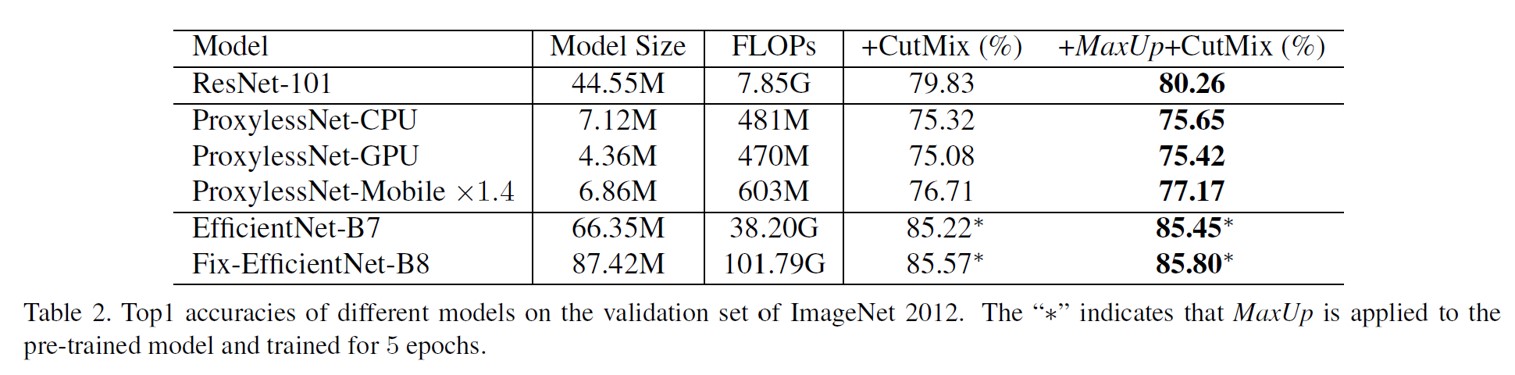 Model Model Size FLOPs +CutMix (%) +MaxUp+CutMix (%)
ResNet-101 44.55M 7.85G 79.83 80.26
ProxylessNet-CPU 7.12M 481M 75.32 75.65
ProxylessNet-GPU 4.36M 470M 75.08 75.42
ProxylessNet-Mobile ×1.4 6.86M 603M 76.71 77.17
EfficientNet-B7 66.35M 38.20G 85.22* 85.45*
Fix-EfficientNet-B8 87.42M 101.79G 85.57* 85.80*
Table 2. Top1 accuracies of different models on the validation set of ImageNet 2012. The “*” indicates that MaxUp is applied to the
pre-trained model and trained for 5 epochs.